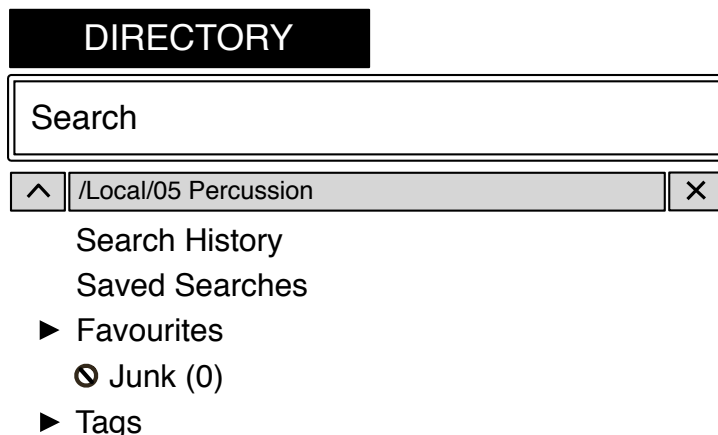 DIRECTORY
Search
/Local/05 Percussion
Search History
Saved Searches
Favourites
Junk (0)
Tags